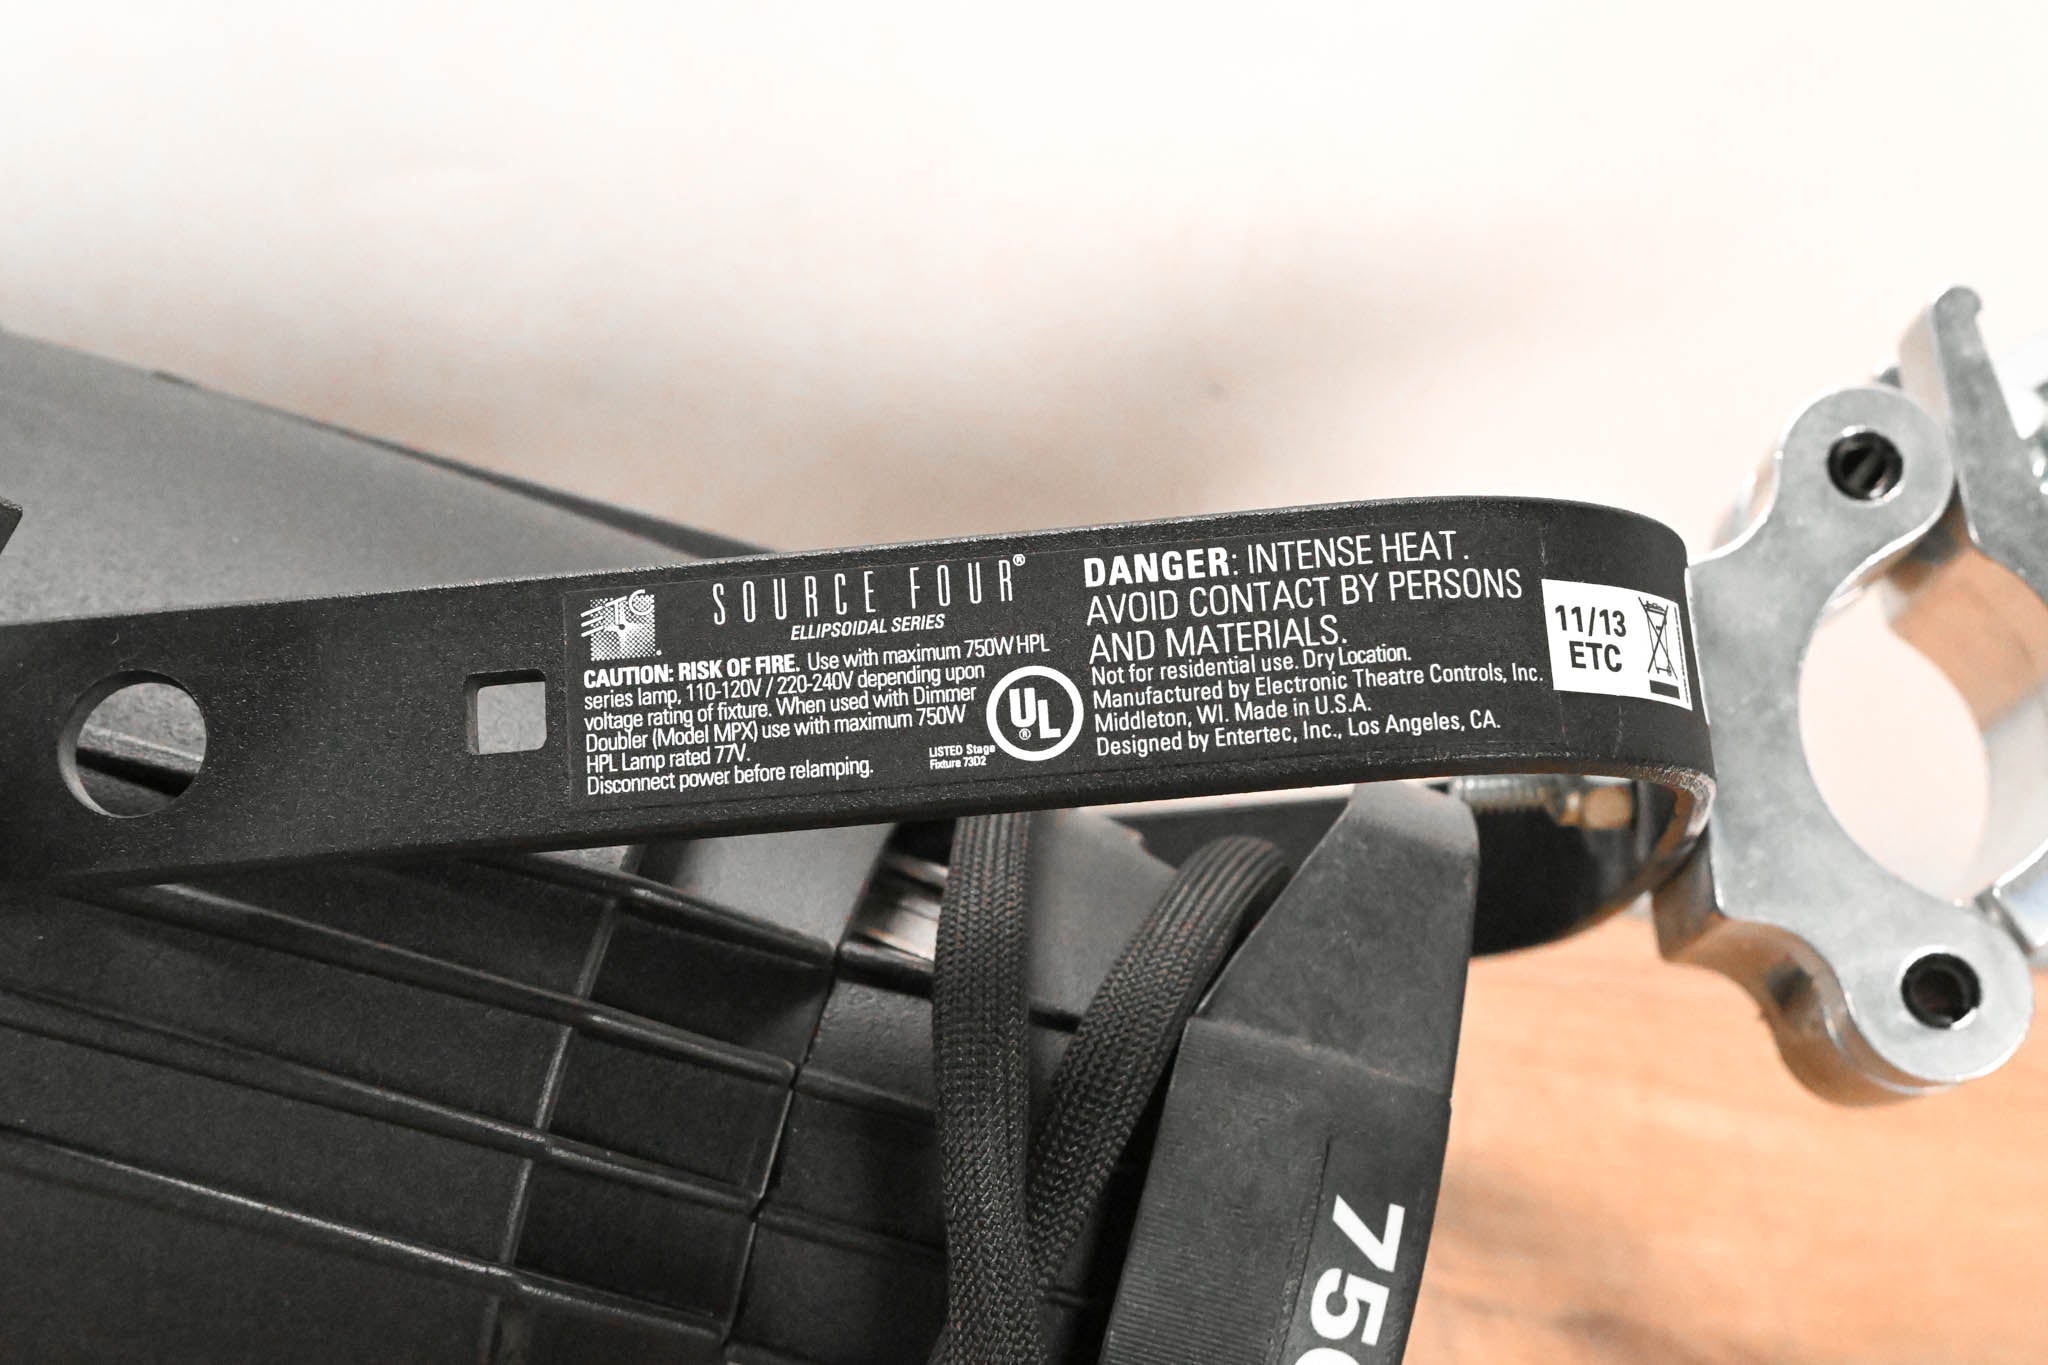 ETC
SOURCE FOUR®
ELLIPSOIDAL SERIES
CAUTION: RISK OF FIRE. Use with maximum 750W HPL
series lamp, 110-120V / 220-240V depending upon
voltage rating of fixture. When used with Dimmer
Doubler (Model MPX) use with maximum 750W
HPL Lamp rated 77V.
Disconnect power before relamping.
LISTED Stage
Fixture 73D2
UL
®
DANGER: INTENSE HEAT.
AVOID CONTACT BY PERSONS
AND MATERIALS.
Not for residential use. Dry Location.
Manufactured by Electronic Theatre Controls, Inc.
Middleton, WI. Made in U.S.A.
Designed by Entertec, Inc., Los Angeles, CA.
11/13
ETC
750